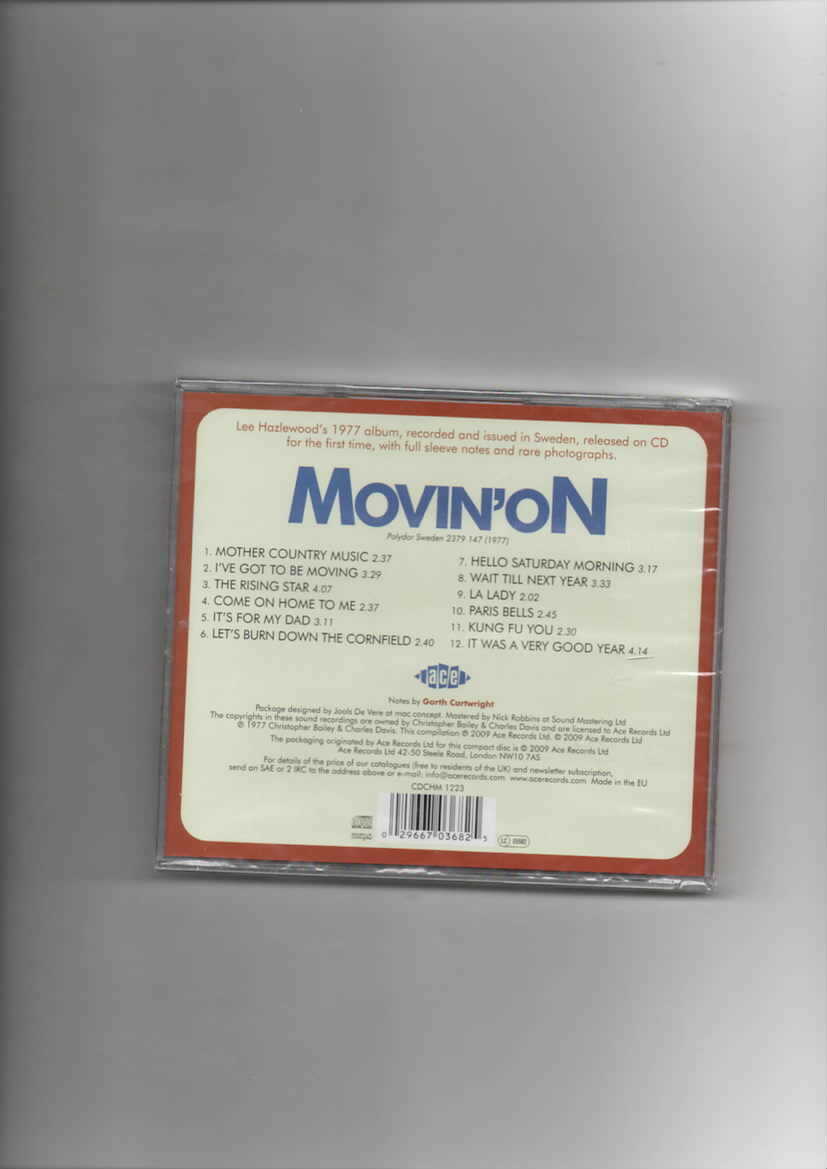 Lee Hazlewood's 1977 album, recorded and issued in Sweden, released on CD
for the first time, with full sleeve notes and rare photographs.
MOVIN'ON
Polydor Sweden 2379 147 (1977)
1. MOTHER COUNTRY MUSIC 2.37
2. I'VE GOT TO BE MOVING 3.29
3. THE RISING STAR 4.07
4. COME ON HOME TO ME 2.37
5. IT'S FOR MY DAD 3.11
6. LET'S BURN DOWN THE CORNFIELD 2.40
7. HELLO SATURDAY MORNING 3.17
8. WAIT TILL NEXT YEAR 3.33
9. LA LADY 2.02
10. PARIS BELLS 2.45
11. KUNG FU YOU 2.30
12. IT WAS A VERY GOOD YEAR 4.14
ace
Notes by Garth Cartwright
Package designed by Jools De Vere at mac concept. Mastered by Nick Robbins at Sound Mastering Ltd
The copyrights in these sound recordings are owned by Christopher Bailey & Charles Davis and are licensed to Ace Records Ltd
℗ 1977 Christopher Bailey & Charles Davis. This compilation ℗ 2009 Ace Records Ltd. © 2009 Ace Records Ltd
The packaging originated by Ace Records Ltd for this compact disc is © 2009 Ace Records Ltd
Ace Records Ltd 42-50 Steele Road, London NW10 7AS
For details of the price of our catalogues (free to residents of the UK) and newsletter subscription,
send an SAE or 2 IRC to the address above or e-mail: info@acerecords.com www.acerecords.com Made in the EU
CDCHM 1223
0 29667 03682 5
LC